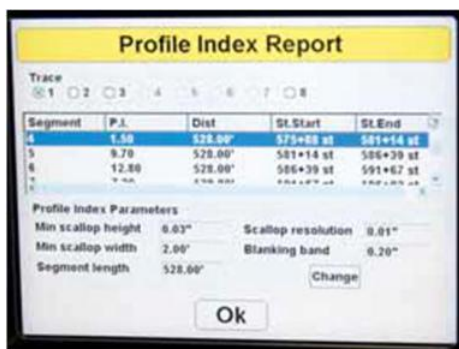 Profile Index Report
Trace
1 2 3 4 5 6 7 8
Segment P.I. Dist St.Start St.End
4 1.50 528.00' 575+88 st 581+14 st
5 9.70 528.00' 581+14 st 586+39 st
6 12.80 528.00' 586+39 st 591+67 st
Profile Index Parameters
Min scallop height 0.03" Scallop resolution 0.01"
Min scallop width 2.00' Blanking band 0.20"
Segment length 528.00' Change
Ok